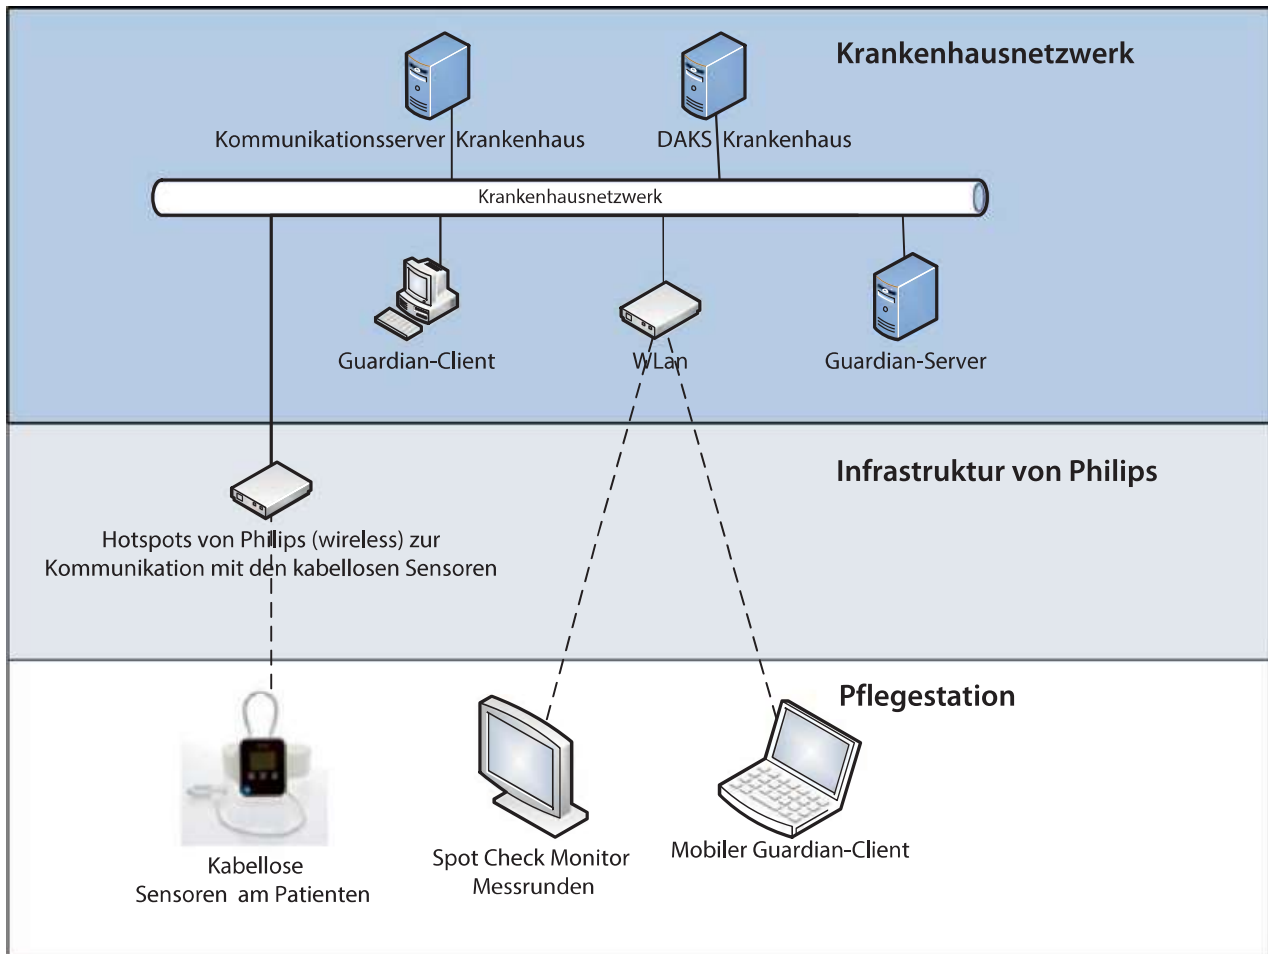 Krankenhausnetzwerk
Kommunikationsserver Krankenhaus
DAKS Krankenhaus
Krankenhausnetzwerk
Guardian-Client
WLan
Guardian-Server
Infrastruktur von Philips
Hotspots von Philips (wireless) zur
Kommunikation mit den kabellosen Sensoren
Pflegestation
Kabellose
Sensoren am Patienten
Spot Check Monitor
Messrunden
Mobiler Guardian-Client